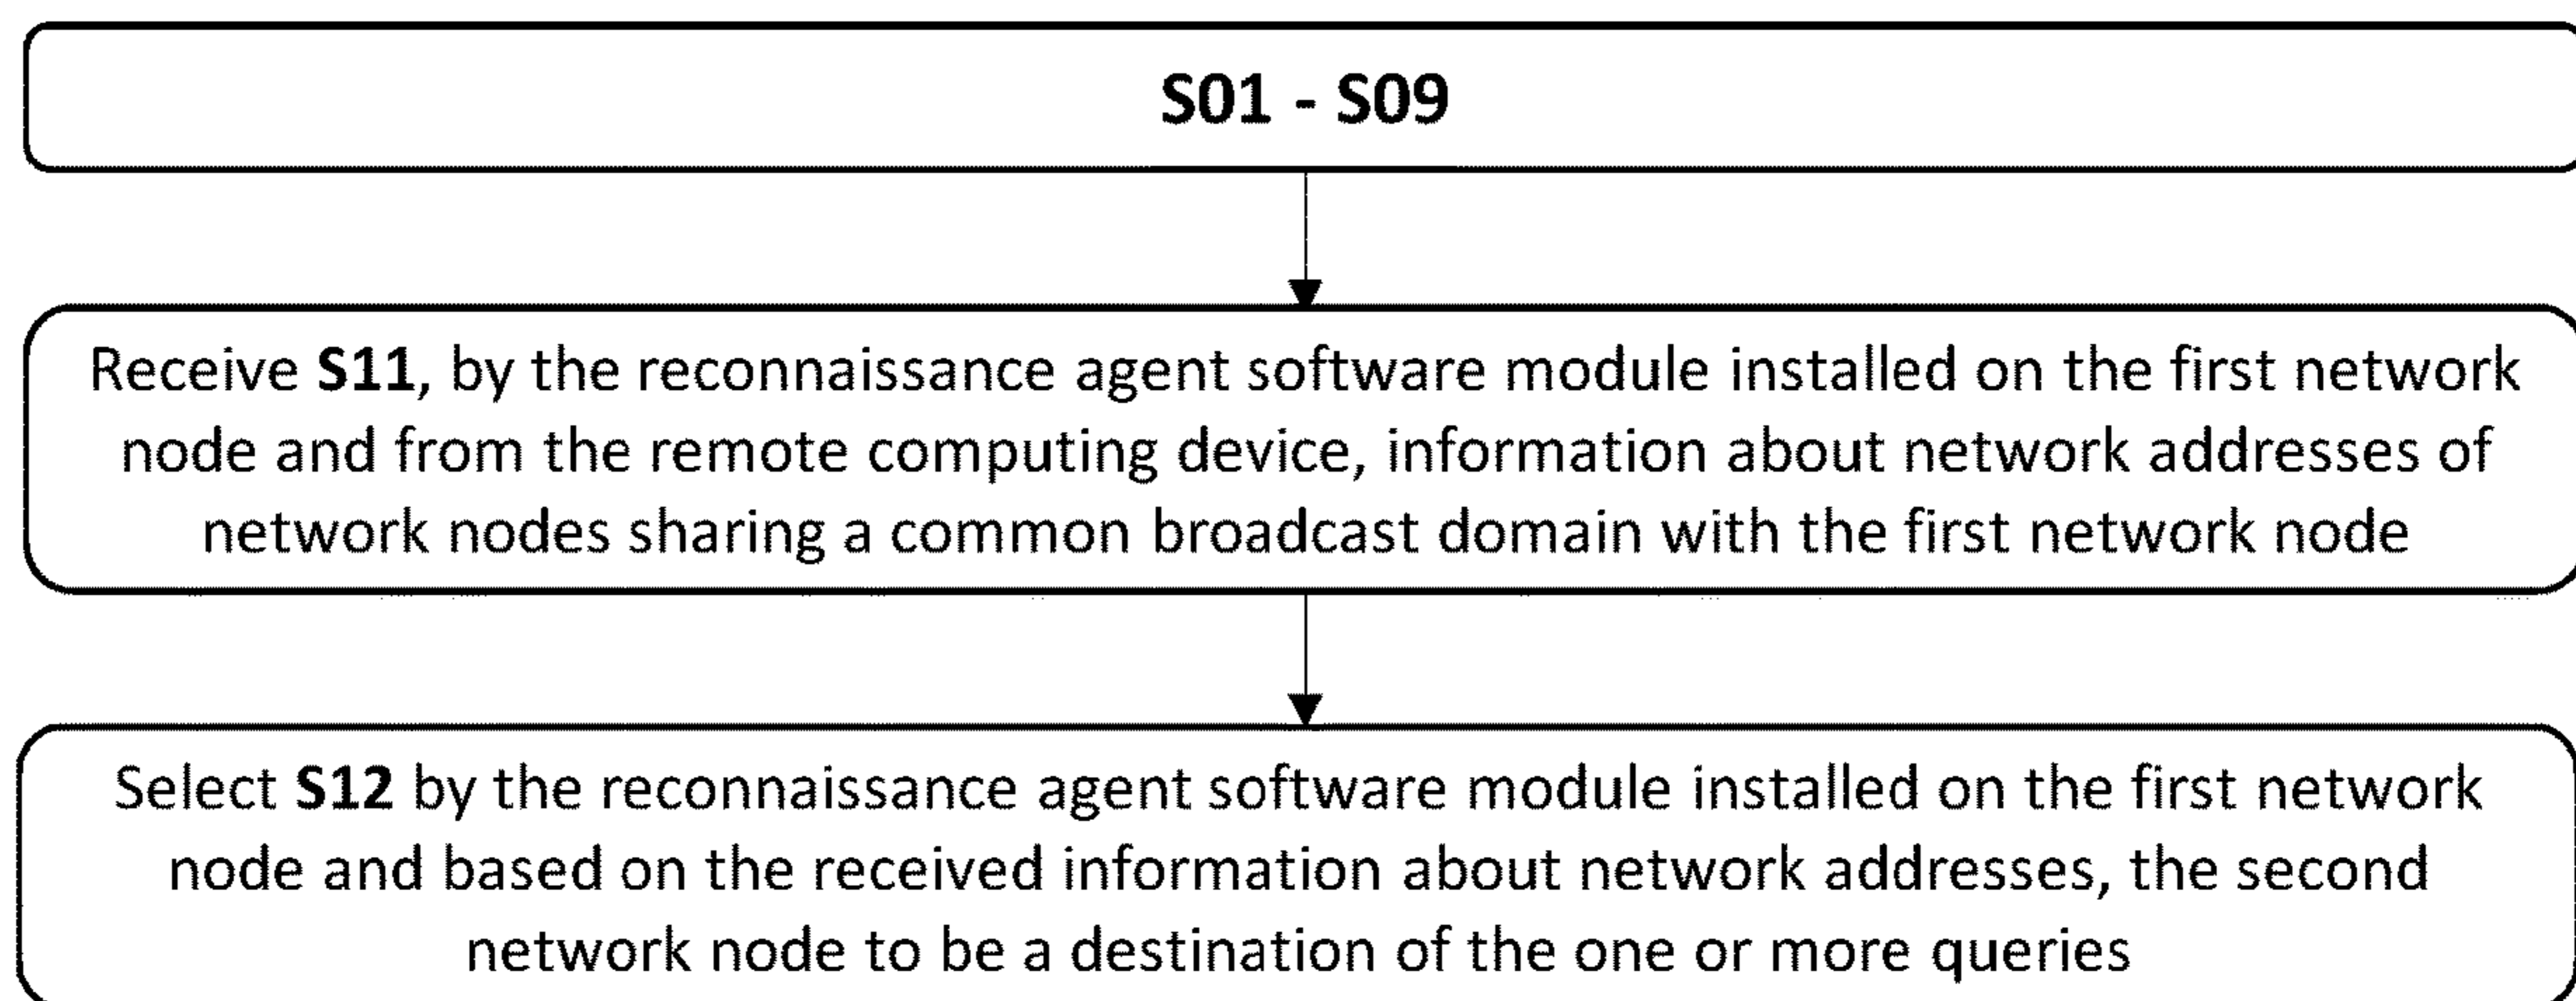 S01 - S09
Receive S11, by the reconnaissance agent software module installed on the first network
node and from the remote computing device, information about network addresses of
network nodes sharing a common broadcast domain with the first network node
Select S12 by the reconnaissance agent software module installed on the first network
node and based on the received information about network addresses, the second
network node to be a destination of the one or more queries